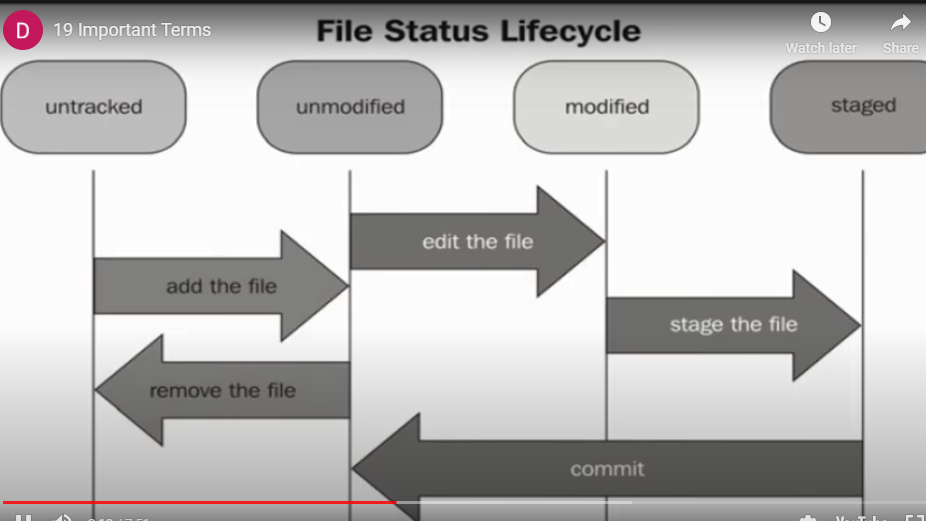 D
19 Important Terms
File Status Lifecycle
Watch later
Share
untracked
unmodified
modified
staged
edit the file
add the file
stage the file
remove the file
commit